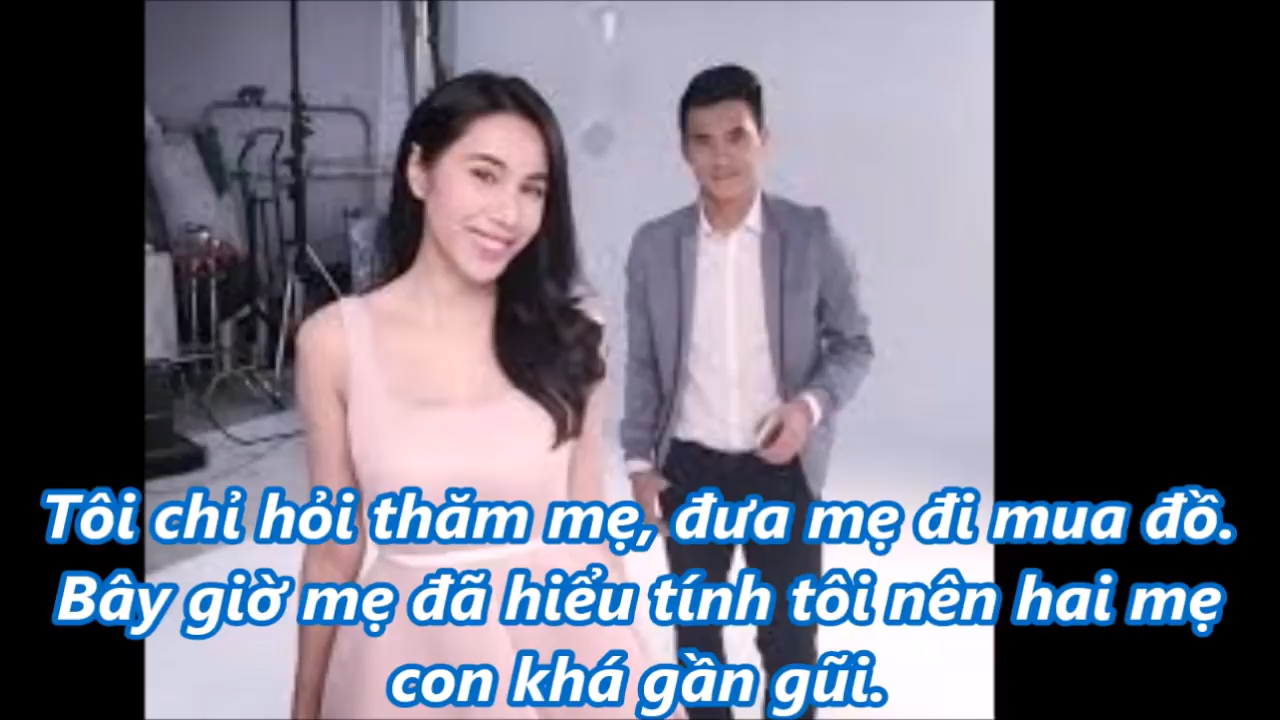 Tôi chỉ hỏi thăm mẹ, đưa mẹ đi mua đồ.
Bây giờ mẹ đã hiểu tính tôi nên hai mẹ
con khá gần gũi.